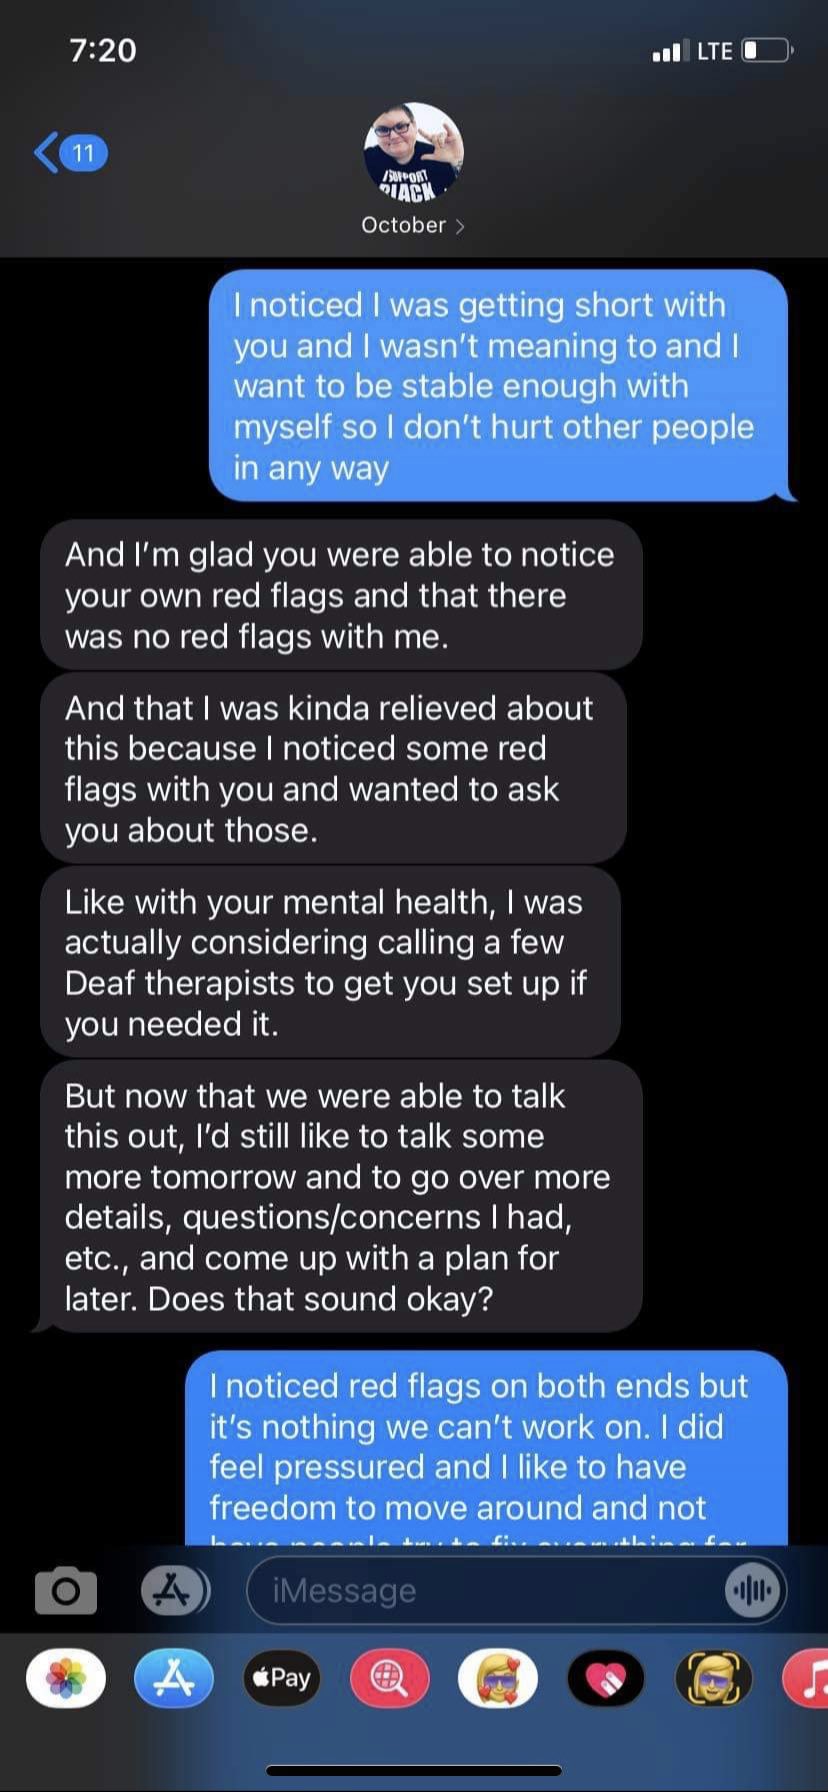 7:20
LTE
11
I SUPPORT
BLACK
October
I noticed I was getting short with
you and I wasn't meaning to and I
want to be stable enough with
myself so I don't hurt other people
in any way
And I'm glad you were able to notice
your own red flags and that there
was no red flags with me.
And that I was kinda relieved about
this because I noticed some red
flags with you and wanted to ask
you about those.
Like with your mental health, I was
actually considering calling a few
Deaf therapists to get you set up if
you needed it.
But now that we were able to talk
this out, I'd still like to talk some
more tomorrow and to go over more
details, questions/concerns I had,
etc., and come up with a plan for
later. Does that sound okay?
I noticed red flags on both ends but
it's nothing we can't work on. I did
feel pressured and I like to have
freedom to move around and not
have people try to fix everything for
iMessage
Pay